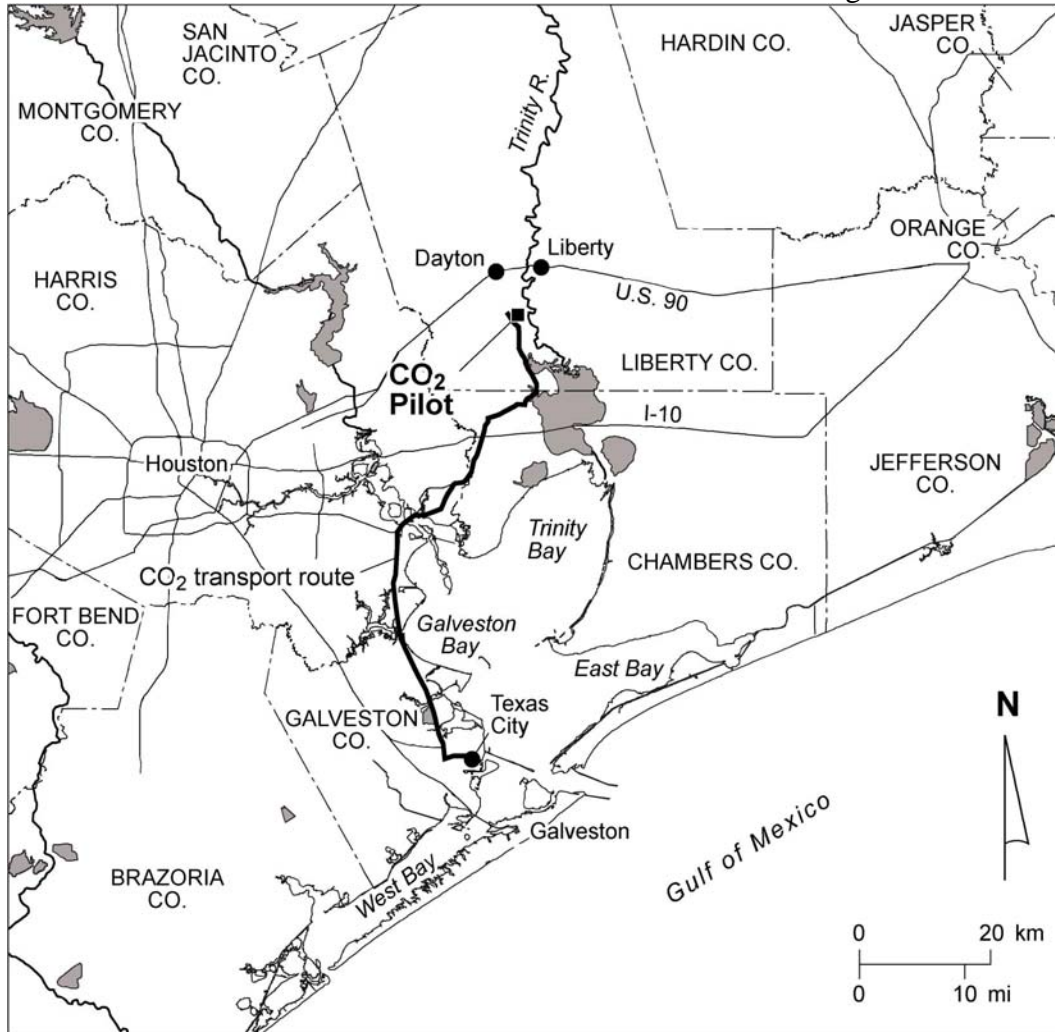 SAN
JACINTO
CO.
HARDIN CO.
JASPER
CO.
MONTGOMERY
CO.
Trinity R.
ORANGE
CO.
Dayton
Liberty
HARRIS
CO.
U.S. 90
LIBERTY CO.
CO₂
Pilot
I-10
Houston
JEFFERSON
CO.
Trinity
Bay
CO₂ transport route
CHAMBERS CO.
FORT BEND
CO.
Galveston
Bay
East Bay
Texas
City
GALVESTON
CO.
N
Galveston
Gulf of Mexico
West Bay
BRAZORIA
CO.
0 20 km
0 10 mi